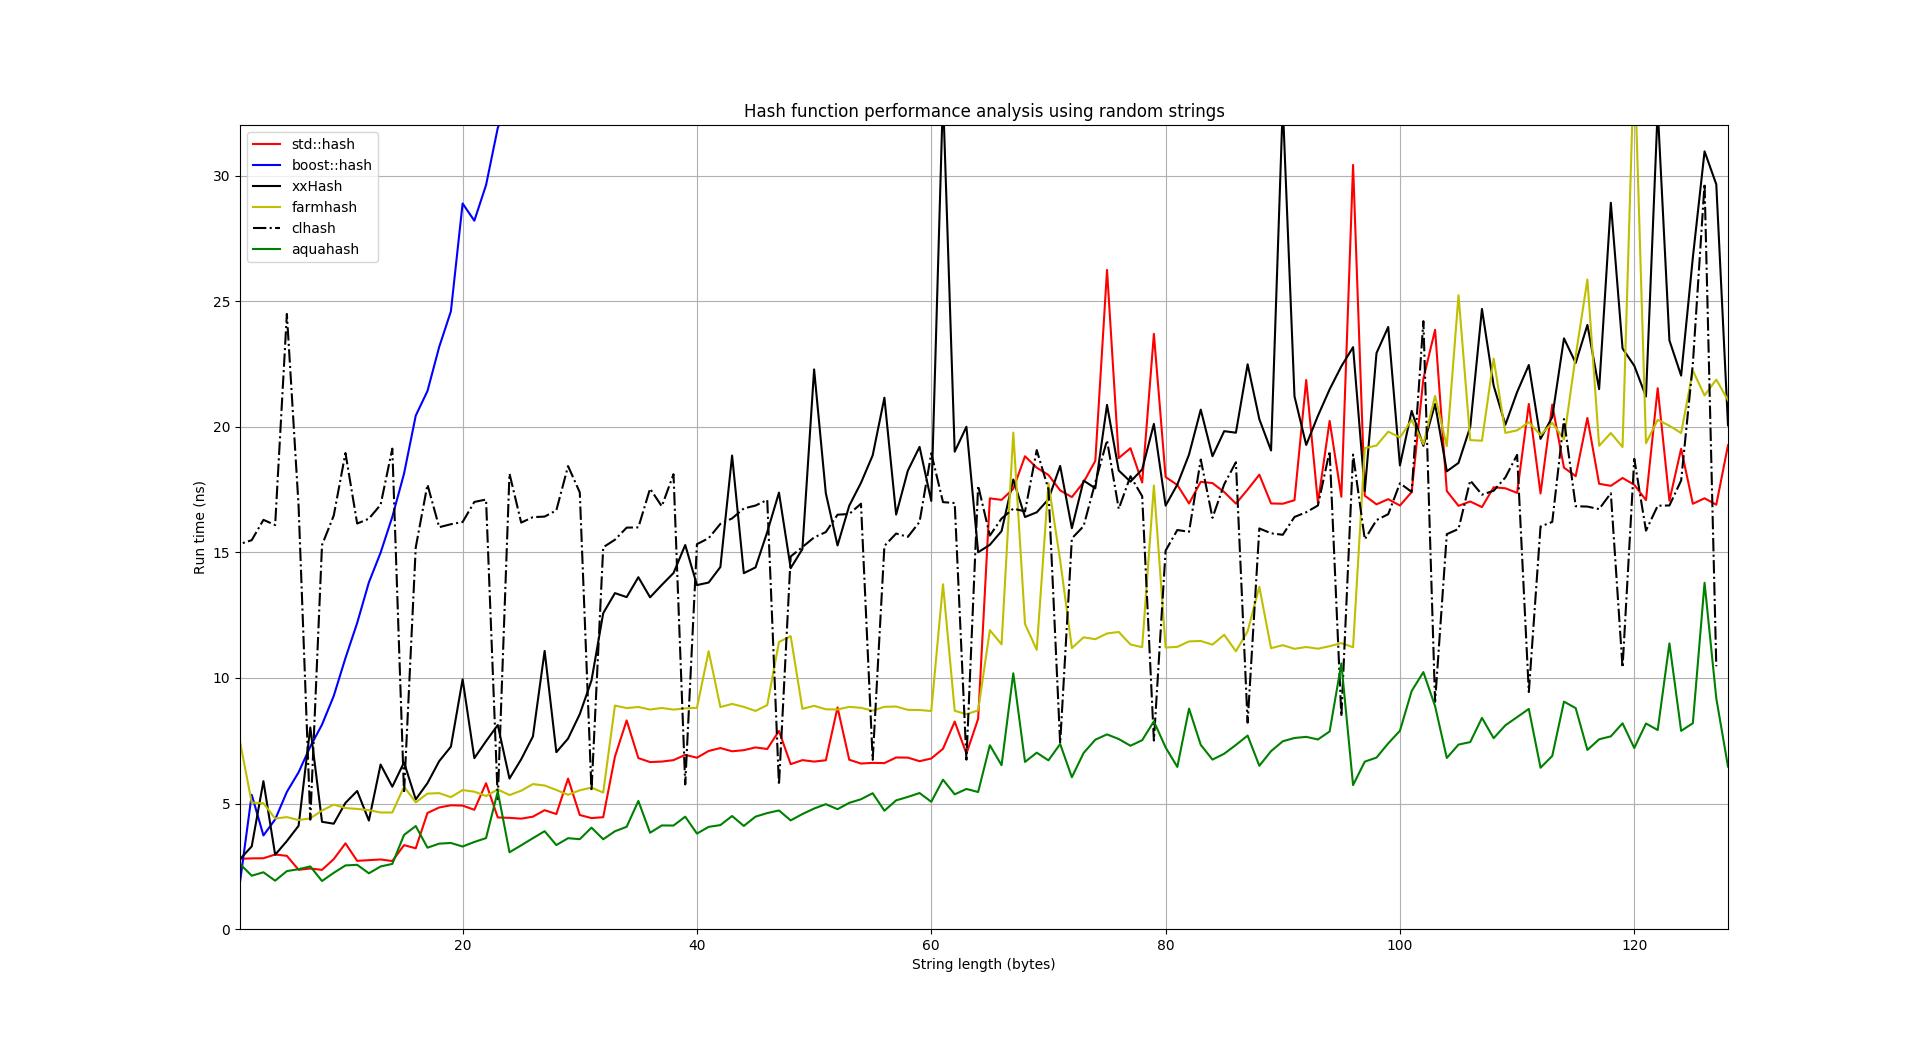 Hash function performance analysis using random strings
std::hash
boost::hash
xxHash
farmhash
clhash
aquahash
Run time (ns)
30
25
20
15
10
5
0
20
40
60
80
100
120
String length (bytes)